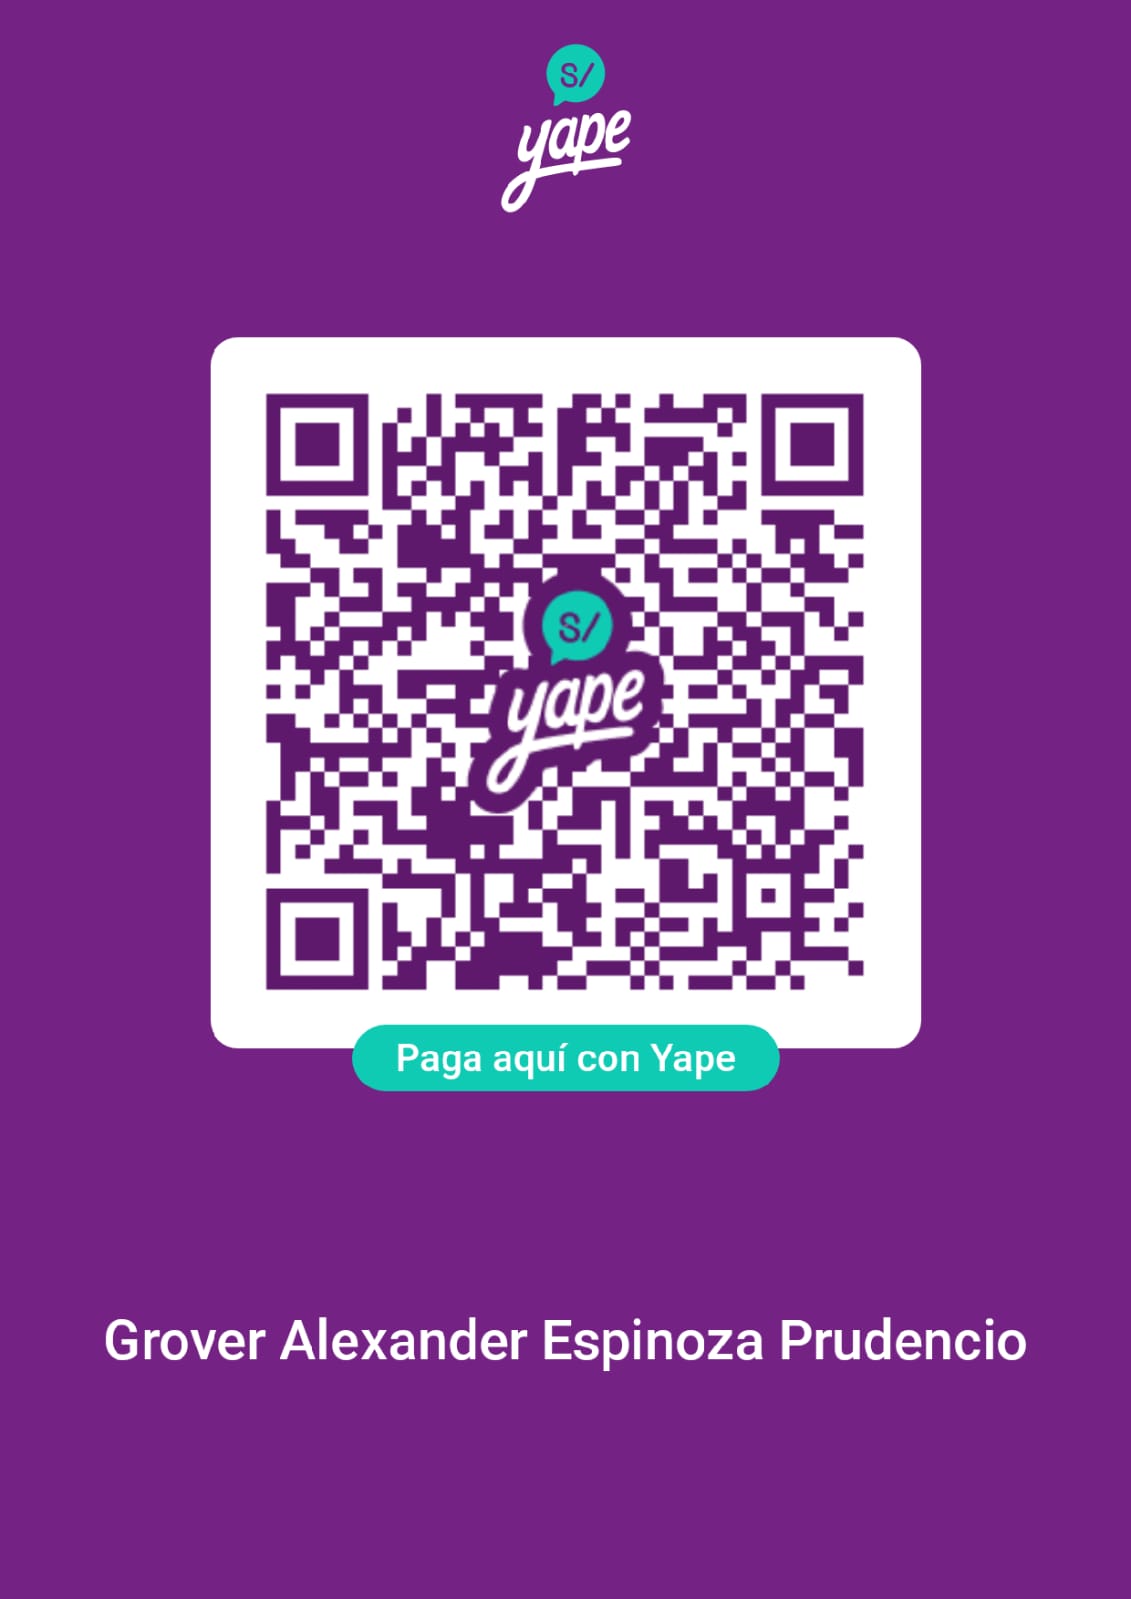 S/
yape
S/
yape
Paga aquí con Yape
Grover Alexander Espinoza Prudencio